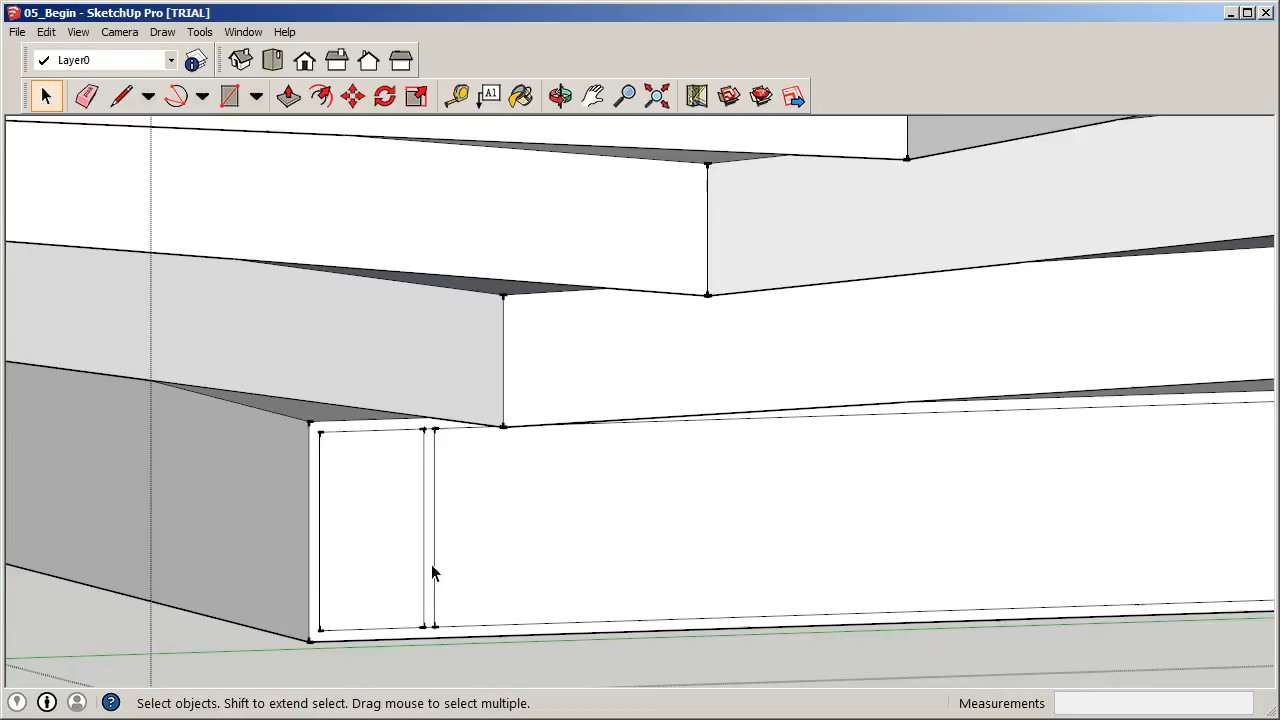 05_Begin - SketchUp Pro [TRIAL]
File Edit View Camera Draw Tools Window Help
Layer0
A1
Select objects. Shift to extend select. Drag mouse to select multiple.
Measurements